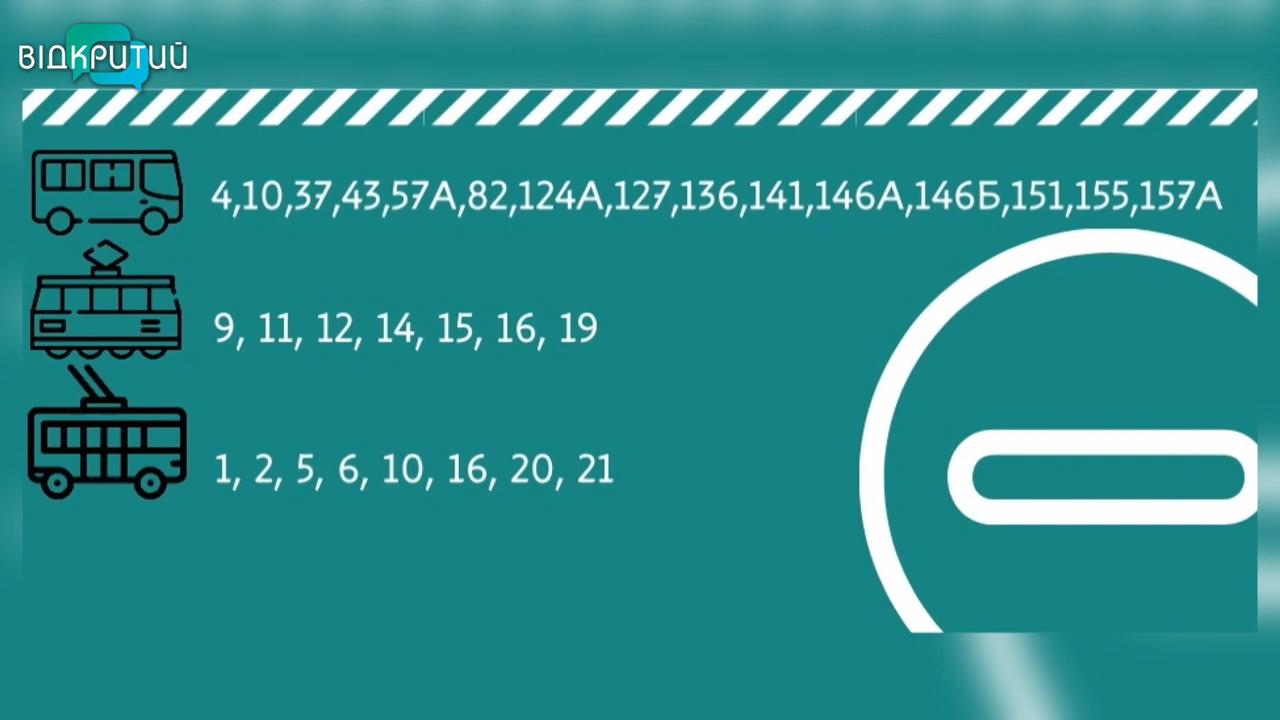 ВІДКРИТИЙ
4,10,37,43,57А,82,124А,127,136,141,146А,146Б,151,155,157А
9, 11, 12, 14, 15, 16, 19
1, 2, 5, 6, 10, 16, 20, 21